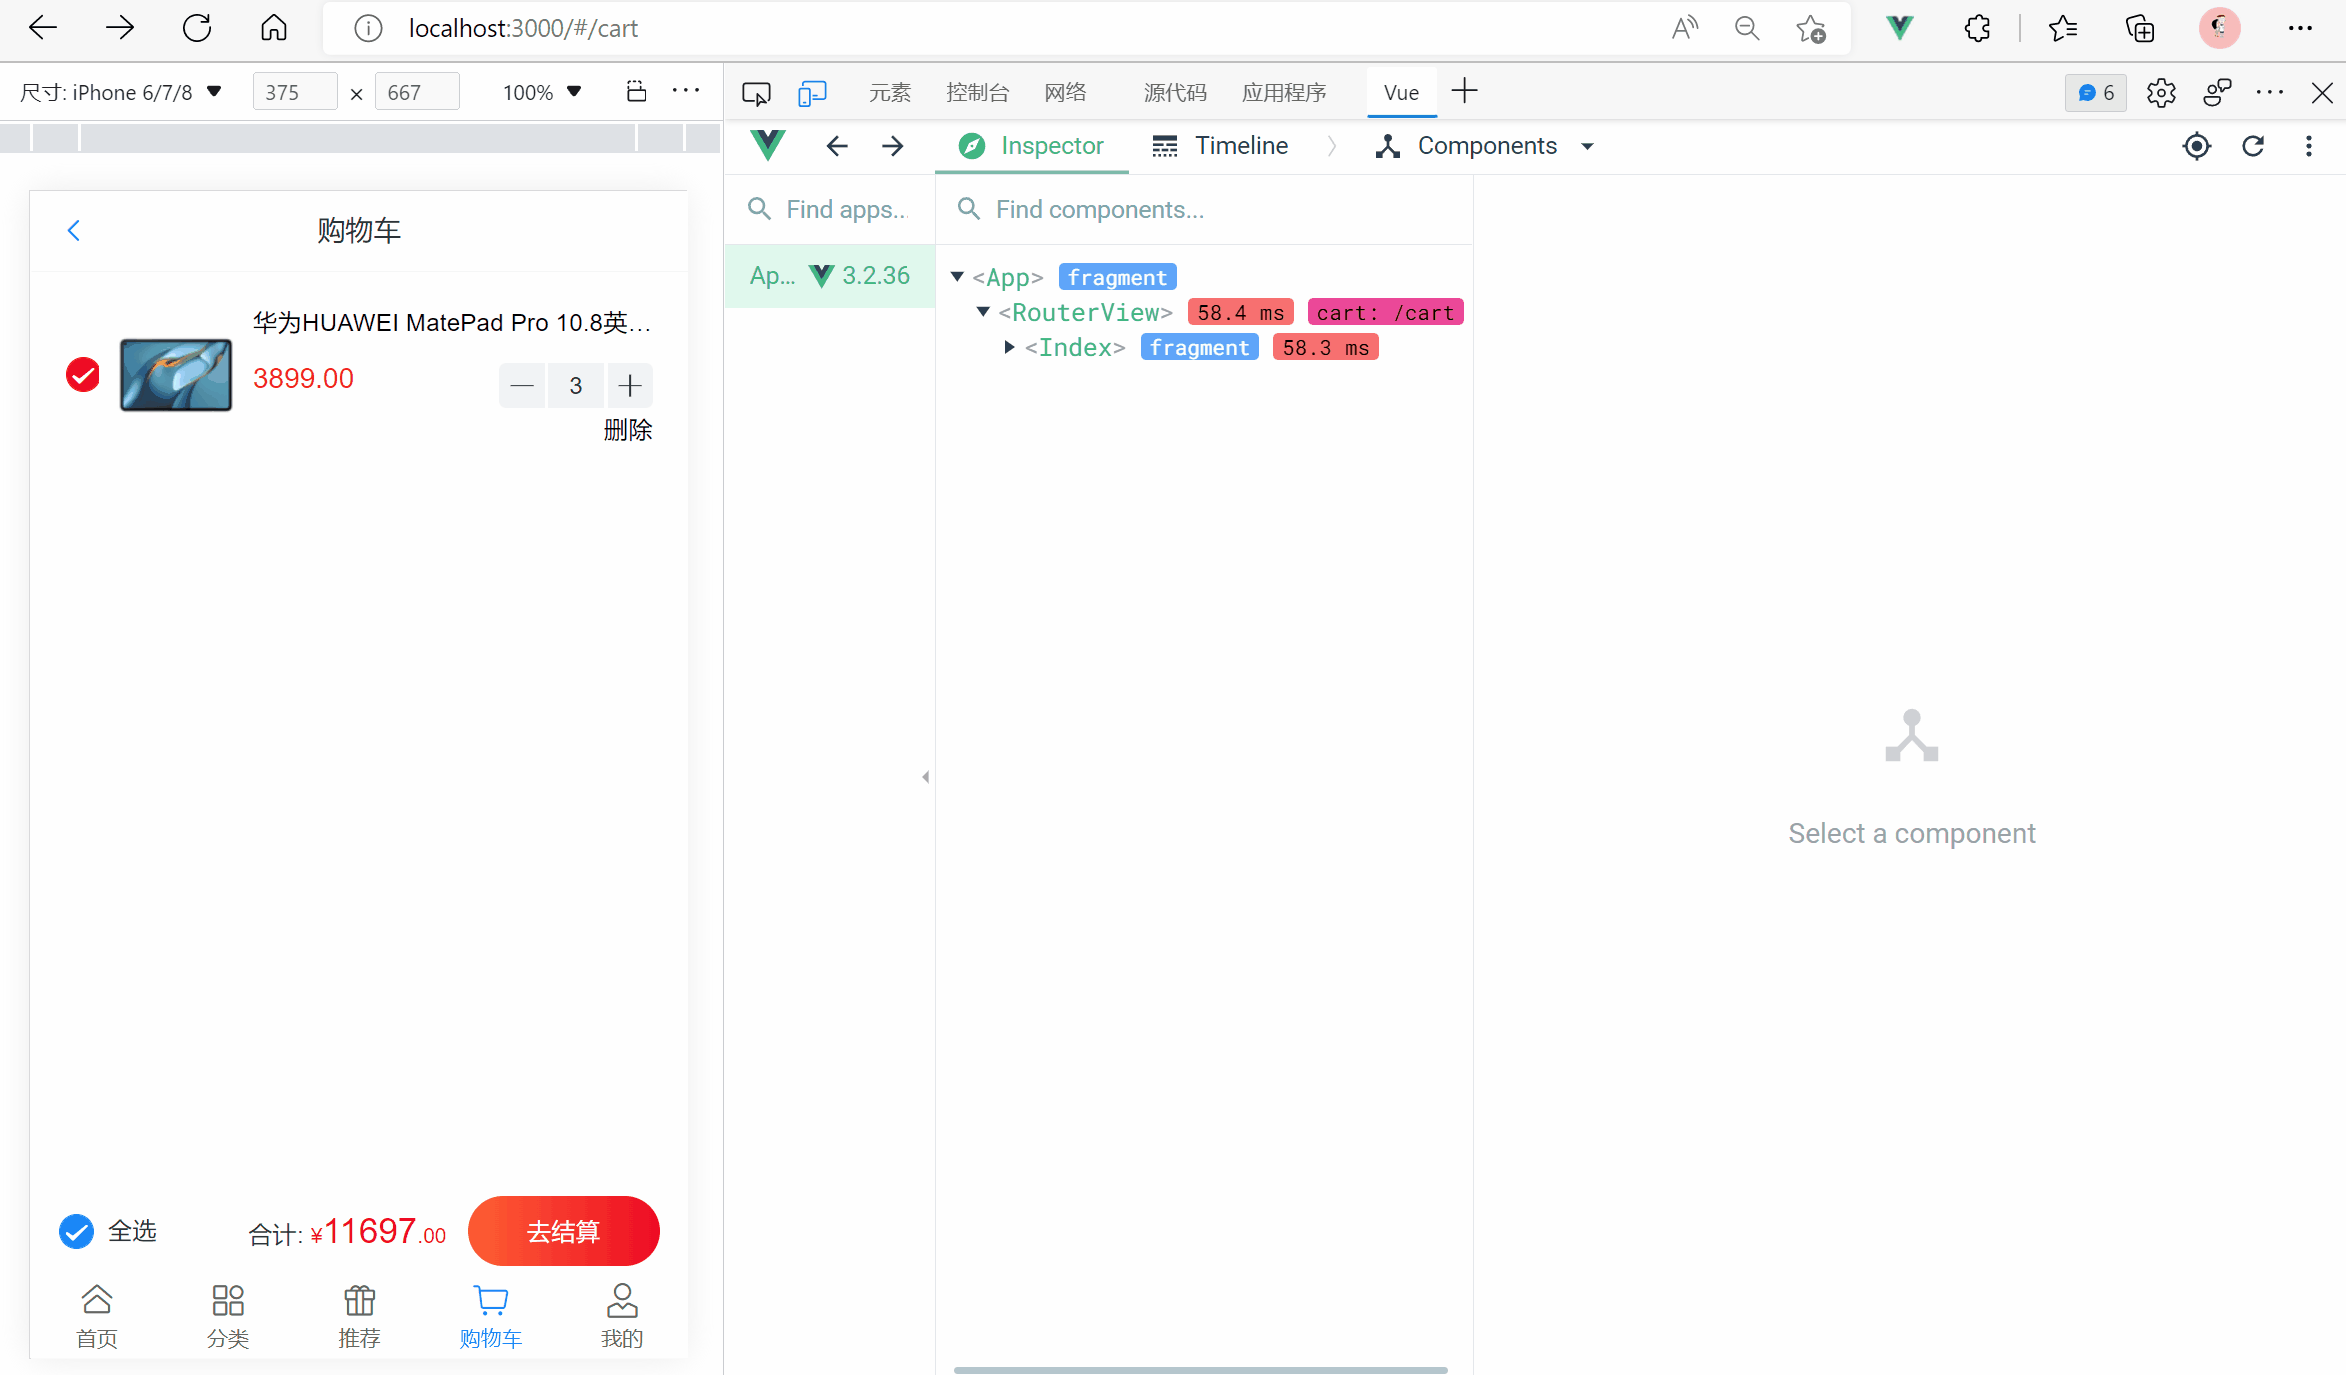 localhost:3000/#/cart
尺寸: iPhone 6/7/8
375
×
667
100%
元素
控制台
网络
源代码
应用程序
Vue
6
Inspector
Timeline
Components
Find apps...
Find components...
Ap...
3.2.36
<App>
fragment
<RouterView>
58.4 ms
cart: /cart
<Index>
fragment
58.3 ms
Select a component
购物车
华为HUAWEI MatePad Pro 10.8英...
3899.00
3
删除
全选
合计: ¥11697.00
去结算
首页
分类
推荐
购物车
我的